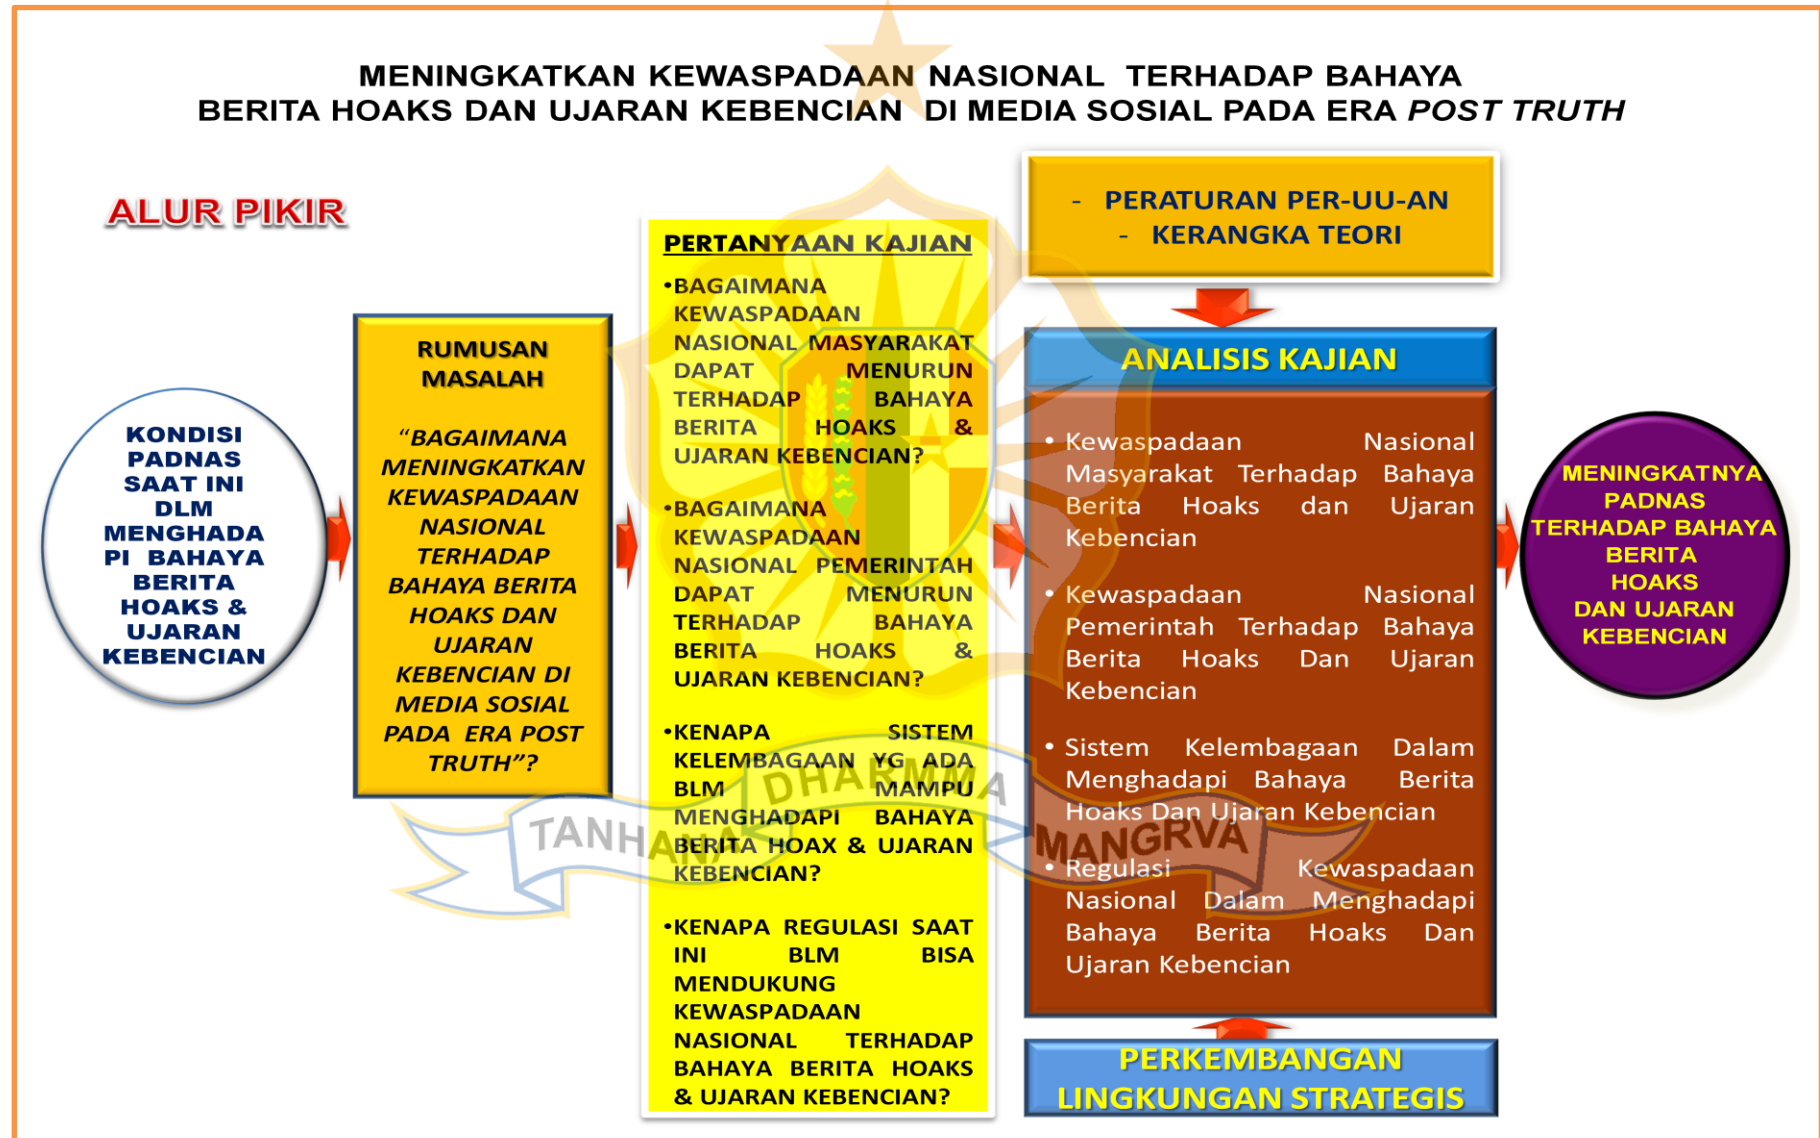 MENINGKATKAN KEWASPADAAN NASIONAL TERHADAP BAHAYA
BERITA HOAKS DAN UJARAN KEBENCIAN DI MEDIA SOSIAL PADA ERA POST TRUTH
ALUR PIKIR
KONDISI
PADNAS
SAAT INI
DLM
MENGHADA
PI BAHAYA
BERITA
HOAKS &
UJARAN
KEBENCIAN
RUMUSAN
MASALAH
“BAGAIMANA
MENINGKATKAN
KEWASPADAAN
NASIONAL
TERHADAP
BAHAYA BERITA
HOAKS DAN
UJARAN
KEBENCIAN DI
MEDIA SOSIAL
PADA ERA POST
TRUTH”?
PERTANYAAN KAJIAN
•BAGAIMANA
KEWASPADAAN
NASIONAL MASYARAKAT
DAPAT MENURUN
TERHADAP BAHAYA
BERITA HOAKS &
UJARAN KEBENCIAN?
•BAGAIMANA
KEWASPADAAN
NASIONAL PEMERINTAH
DAPAT MENURUN
TERHADAP BAHAYA
BERITA HOAKS &
UJARAN KEBENCIAN?
•KENAPA SISTEM
KELEMBAGAAN YG ADA
BLM MAMPU
MENGHADAPI BAHAYA
BERITA HOAX & UJARAN
KEBENCIAN?
•KENAPA REGULASI SAAT
INI BLM BISA
MENDUKUNG
KEWASPADAAN
NASIONAL TERHADAP
BAHAYA BERITA HOAKS
& UJARAN KEBENCIAN?
- PERATURAN PER-UU-AN
- KERANGKA TEORI
ANALISIS KAJIAN
• Kewaspadaan Nasional
Masyarakat Terhadap Bahaya
Berita Hoaks dan Ujaran
Kebencian
• Kewaspadaan Nasional
Pemerintah Terhadap Bahaya
Berita Hoaks Dan Ujaran
Kebencian
• Sistem Kelembagaan Dalam
Menghadapi Bahaya Berita
Hoaks Dan Ujaran Kebencian
• Regulasi Kewaspadaan
Nasional Dalam Menghadapi
Bahaya Berita Hoaks Dan
Ujaran Kebencian
PERKEMBANGAN
LINGKUNGAN STRATEGIS
MENINGKATNYA
PADNAS
TERHADAP BAHAYA
BERITA
HOAKS
DAN UJARAN
KEBENCIAN
TANHANA DHARMMA MANGRVA